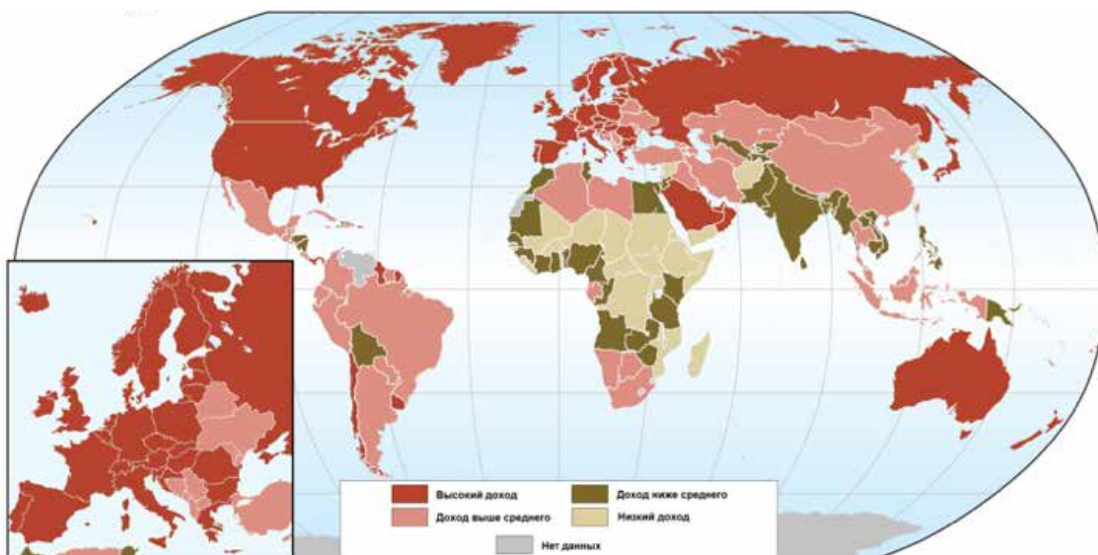 Высокий доход
Доход ниже среднего
Доход выше среднего
Низкий доход
Нет данных